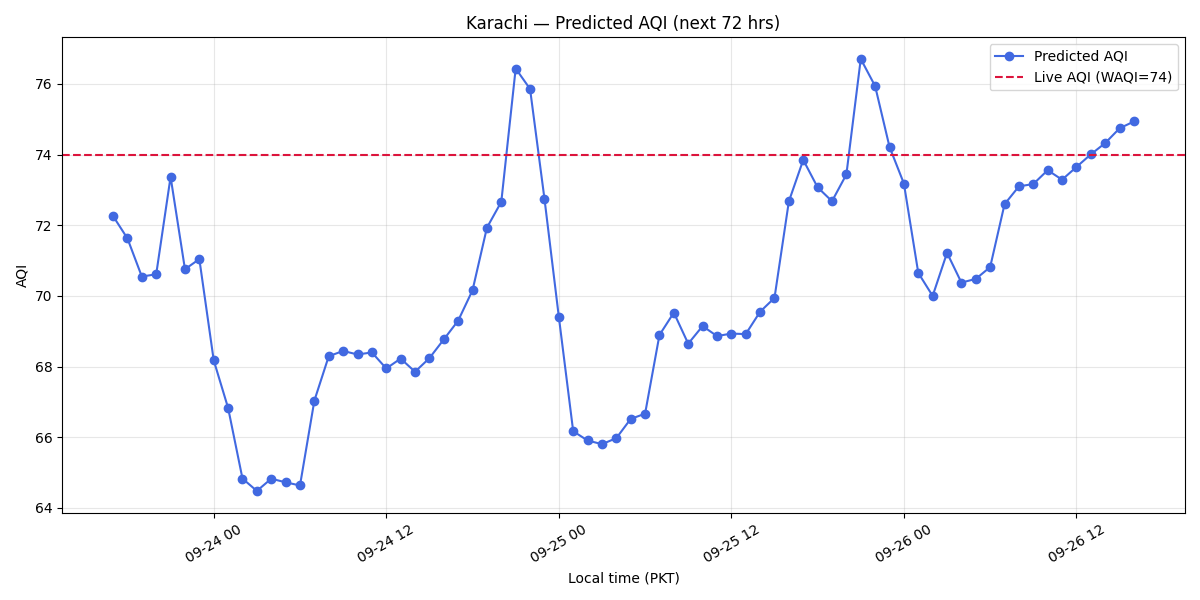 Karachi — Predicted AQI (next 72 hrs)
Predicted AQI
Live AQI (WAQI=74)
AQI
76
74
72
70
68
66
64
09-24 00
09-24 12
09-25 00
09-25 12
09-26 00
09-26 12
Local time (PKT)